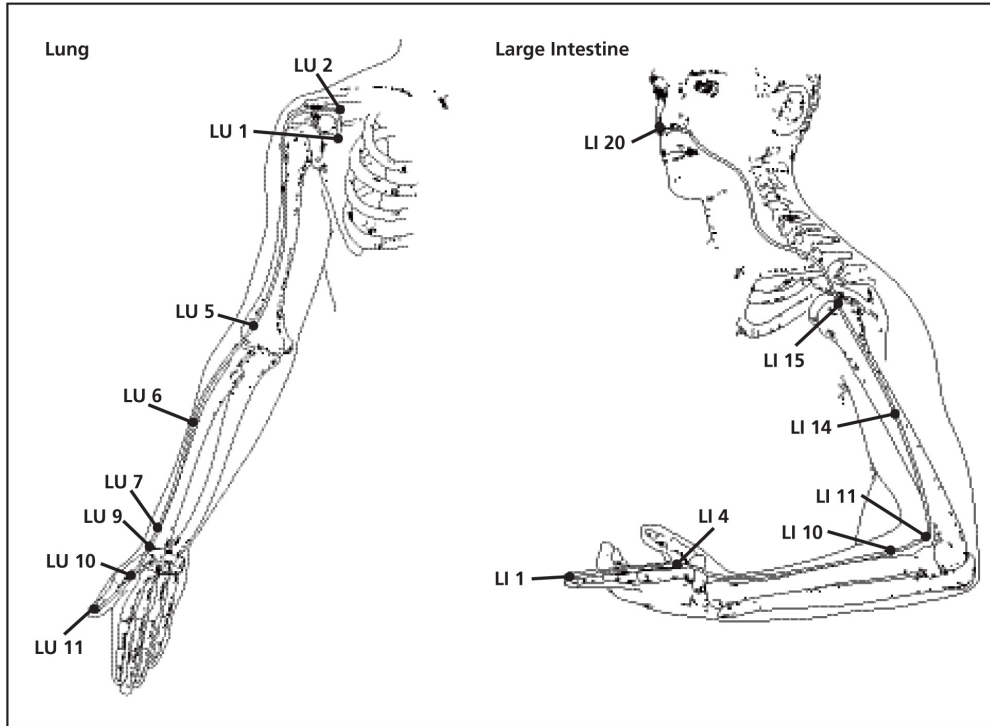 Lung
LU 2
LU 1
LU 5
LU 6
LU 7
LU 9
LU 10
LU 11
Large Intestine
LI 20
LI 15
LI 14
LI 11
LI 4
LI 10
LI 1